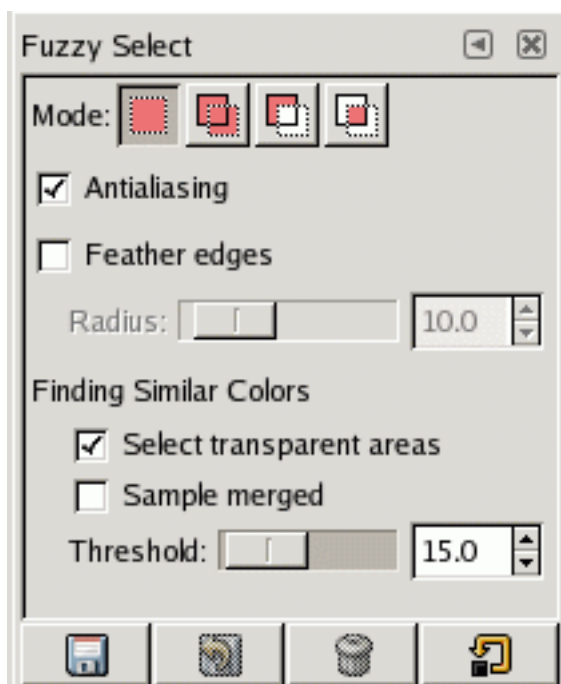 Fuzzy Select
Mode:
Antialiasing
Feather edges
Radius: 10.0
Finding Similar Colors
Select transparent areas
Sample merged
Threshold: 15.0